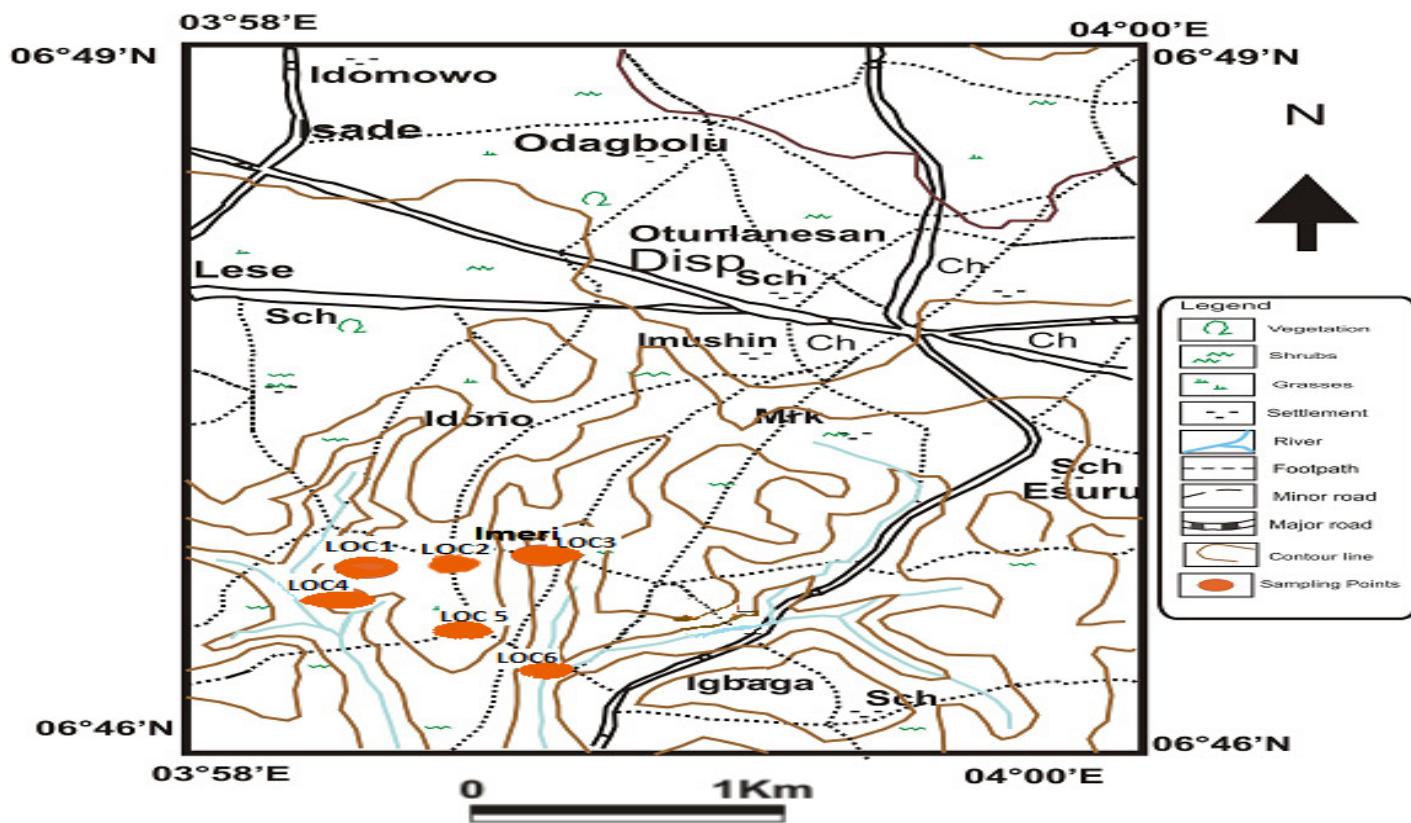 03°58'E
04°00'E
06°49'N
06°49'N
Idomowo
Isade
Odagbolu
N
Otunlanesan
Disp
Sch
Ch
Lese
Sch
Imushin
Ch
Ch
Idono
Mrk
Sch
Esuru
Imeri
LOC1
LOC2
LOC3
LOC4
LOC 5
LOC6
Igbaga
Sch
Legend
Vegetation
Shrubs
Grasses
Settlement
River
Footpath
Minor road
Major road
Contour line
Sampling Points
06°46'N
06°46'N
03°58'E
04°00'E
0
1Km